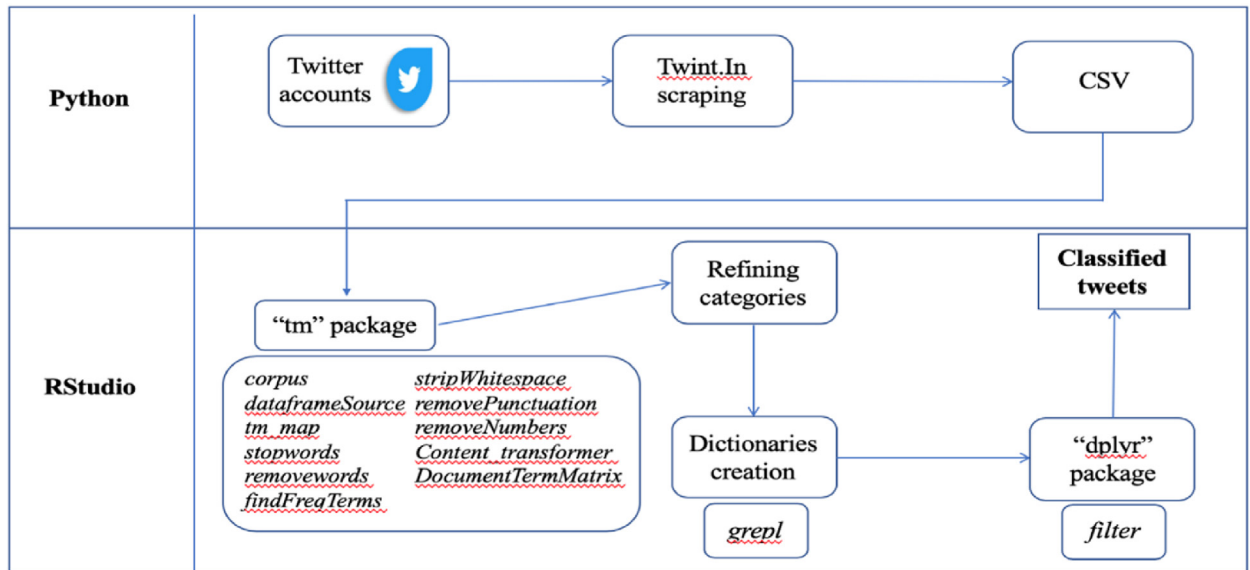 Python
Twitter
accounts
Twint.In
scraping
CSV
RStudio
“tm” package
corpus
dataframeSource
tm_map
stopwords
removewords
findFreqTerms
stripWhitespace
removePunctuation
removeNumbers
Content_transformer
DocumentTermMatrix
Refining
categories
Dictionaries
creation
grepl
“dplvr”
package
filter
Classified
tweets